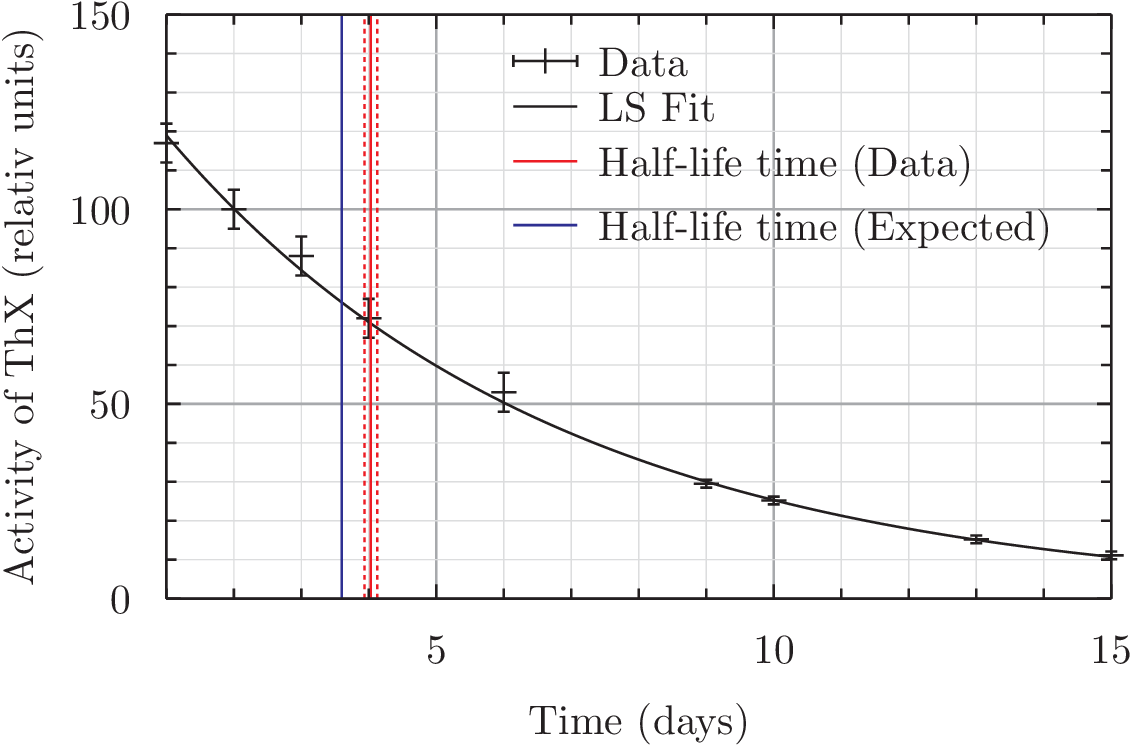 150
100
50
0
Activity of ThX (relativ units)
Data
LS Fit
Half-life time (Data)
Half-life time (Expected)
5
10
15
Time (days)